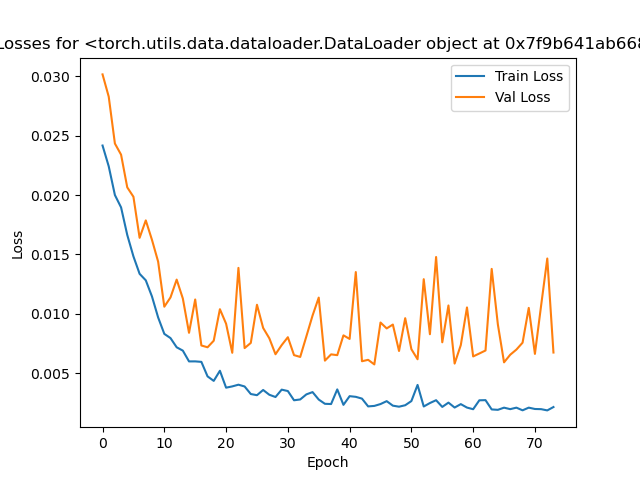 Losses for <torch.utils.data.dataloader.DataLoader object at 0x7f9b641ab668
Train Loss
Val Loss
0.030
0.025
0.020
0.015
0.010
0.005
Loss
0 10 20 30 40 50 60 70
Epoch